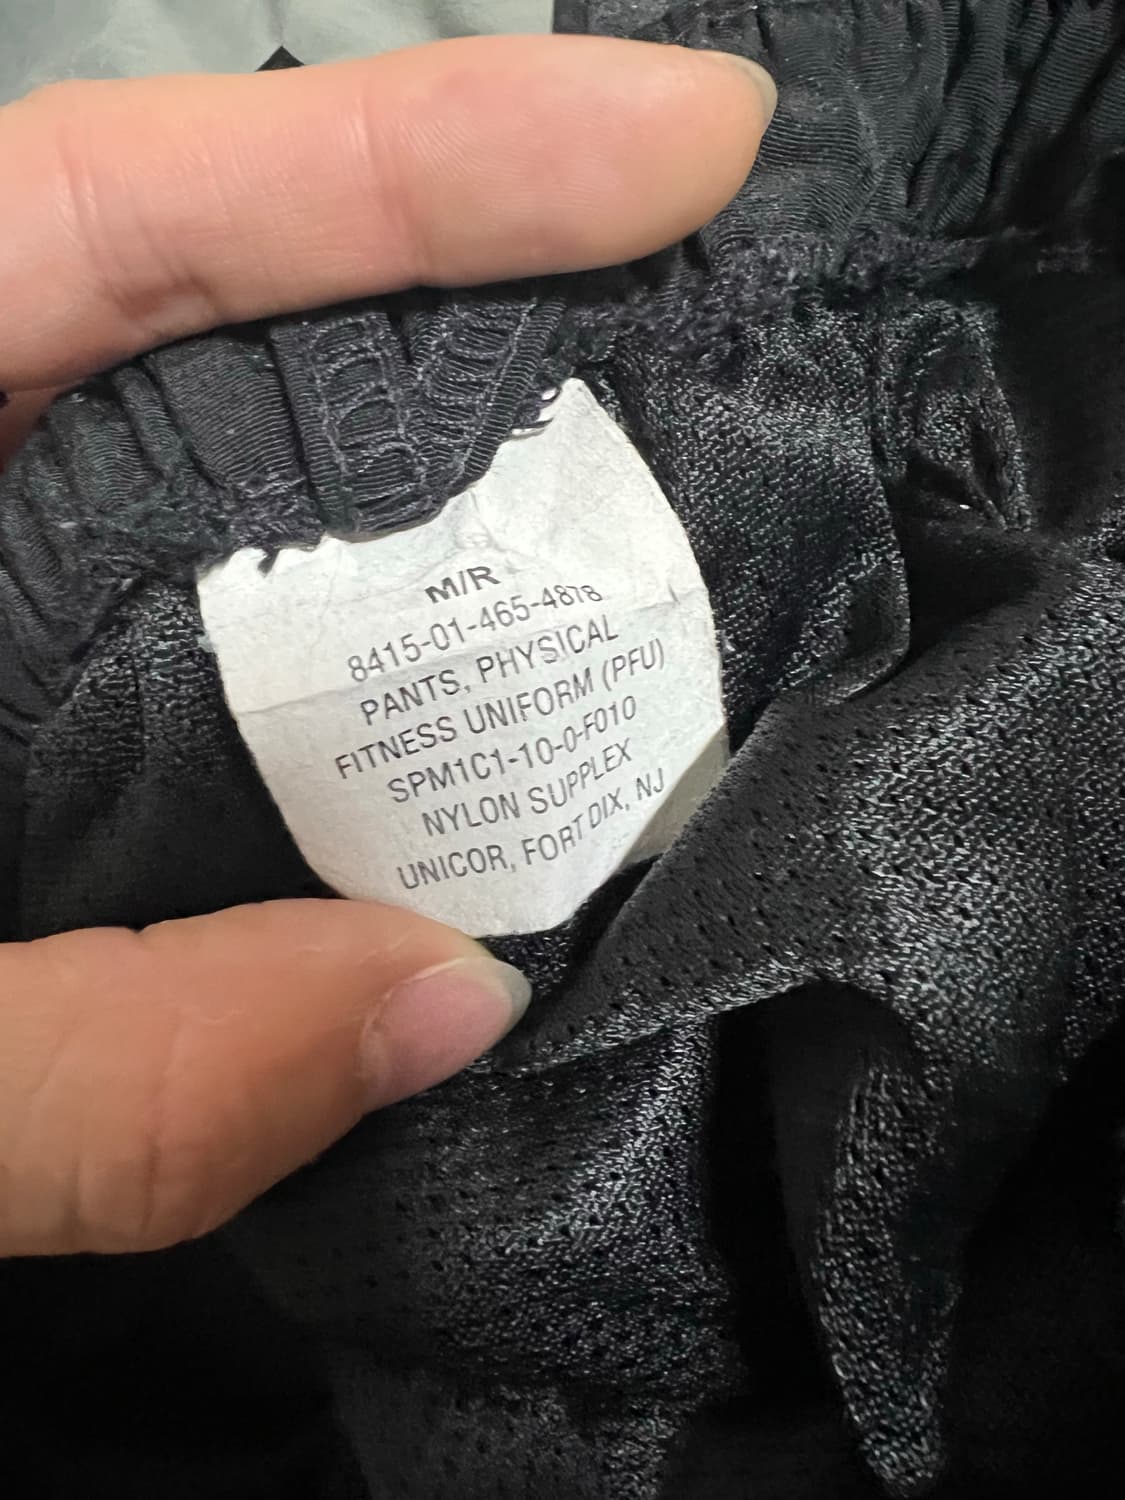 M/R
8415-01-465-4878
PANTS, PHYSICAL
FITNESS UNIFORM (PFU)
SPM1C1-10-0-F010
NYLON SUPPLEX
UNICOR, FORT DIX, NJ